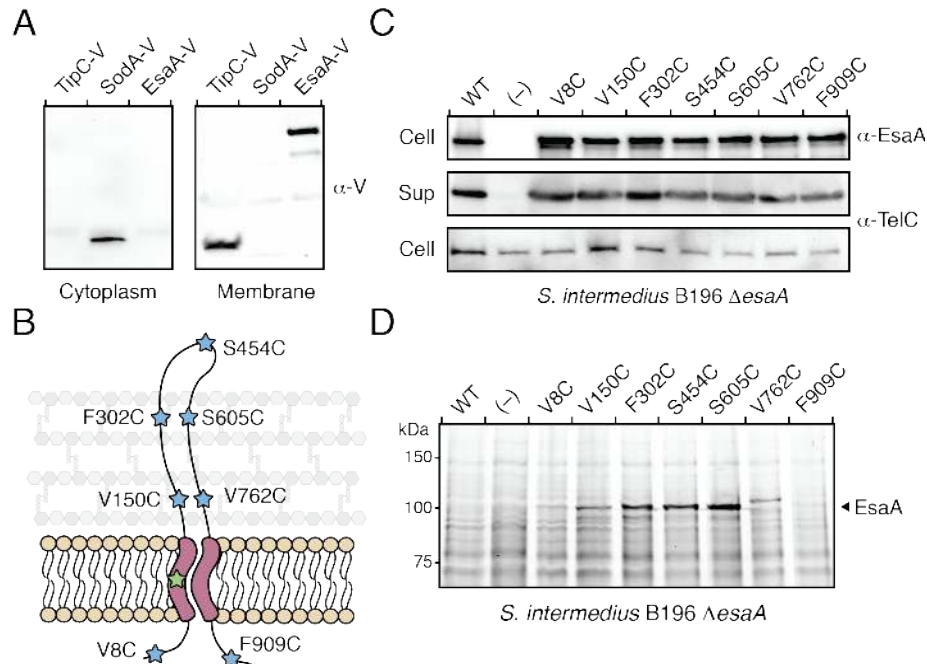 A
TipC-V
SodA-V
EsaA-V
TipC-V
SodA-V
EsaA-V
α-V
Cytoplasm
Membrane
B
S454C
F302C
S605C
V150C
V762C
V8C
F909C
C
WT
(-)
V8C
V150C
F302C
S454C
S605C
V762C
F909C
Cell
α-EsaA
Sup
α-TelC
Cell
S. intermedius B196 ΔesaA
D
WT
(-)
V8C
V150C
F302C
S454C
S605C
V762C
F909C
kDa
150
100
EsaA
75
S. intermedius B196 ΔesaA